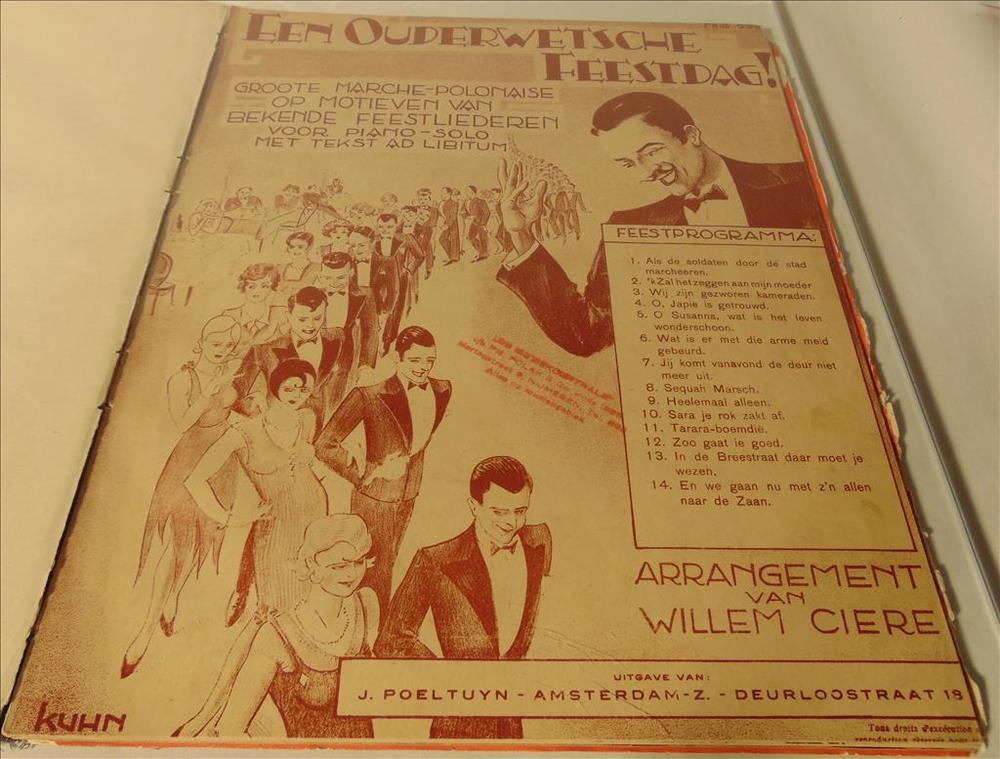 EEN OUDERWETSCHE
FEESTDAG!
GROOTE MARCHE-POLONAISE
OP MOTIEVEN VAN
BEKENDE FEESTLIEDEREN
VOOR PIANO-SOLO
MET TEKST AD LIBITUM
FEESTPROGRAMMA:
1. Als de soldaten door de stad
marcheeren.
2. 'k Zal het zeggen aan mijn moeder
3. Wij zijn gezworen kameraden.
4. O, Japie is getrouwd.
5. O Susanna, wat is het leven
wonderschoon.
6. Wat is er met die arme meid
gebeurd.
7. Jij komt vanavond de deur niet
meer uit.
8. Sequah Marsch.
9. Heelemaal alleen.
10. Sara je rok zakt af.
11. Tarara-boemdië.
12. Zoo gaat ie goed.
13. In de Breestraat daar moet je
wezen.
14. En we gaan nu met z'n allen
naar de Zaan.
ARRANGEMENT
VAN
WILLEM CIERE
UITGAVE VAN:
J. POELTUYN - AMSTERDAM-Z. - DEURLOOSTRAAT 18
KUHN
Tous droits d'exécution